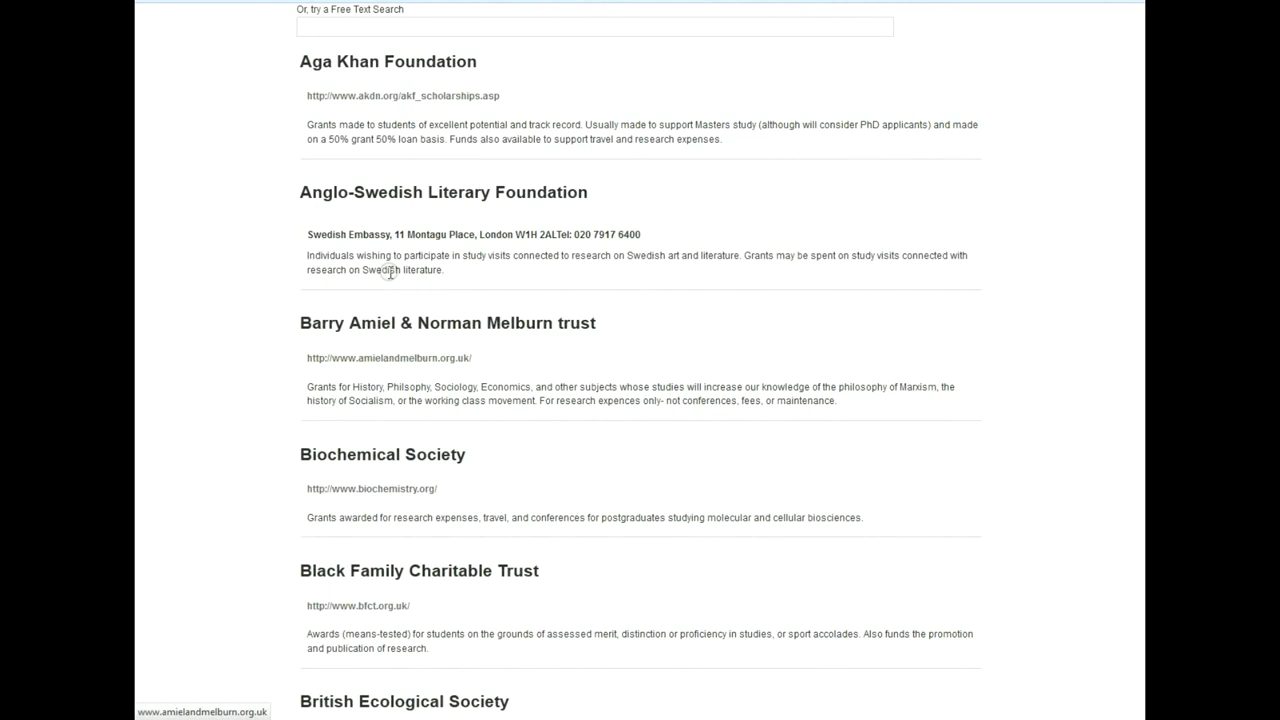 Or, try a Free Text Search
Aga Khan Foundation
http://www.akdn.org/akf_scholarships.asp
Grants made to students of excellent potential and track record. Usually made to support Masters study (although will consider PhD applicants) and made
on a 50% grant 50% loan basis. Funds also available to support travel and research expenses.
Anglo-Swedish Literary Foundation
Swedish Embassy, 11 Montagu Place, London W1H 2ALTel: 020 7917 6400
Individuals wishing to participate in study visits connected to research on Swedish art and literature. Grants may be spent on study visits connected with
research on Swedish literature.
Barry Amiel & Norman Melburn trust
http://www.amielandmelburn.org.uk/
Grants for History, Philsophy, Sociology, Economics, and other subjects whose studies will increase our knowledge of the philosophy of Marxism, the
history of Socialism, or the working class movement. For research expences only- not conferences, fees, or maintenance.
Biochemical Society
http://www.biochemistry.org/
Grants awarded for research expenses, travel, and conferences for postgraduates studying molecular and cellular biosciences.
Black Family Charitable Trust
http://www.bfct.org.uk/
Awards (means-tested) for students on the grounds of assessed merit, distinction or proficiency in studies, or sport accolades. Also funds the promotion
and publication of research.
British Ecological Society
www.amielandmelburn.org.uk